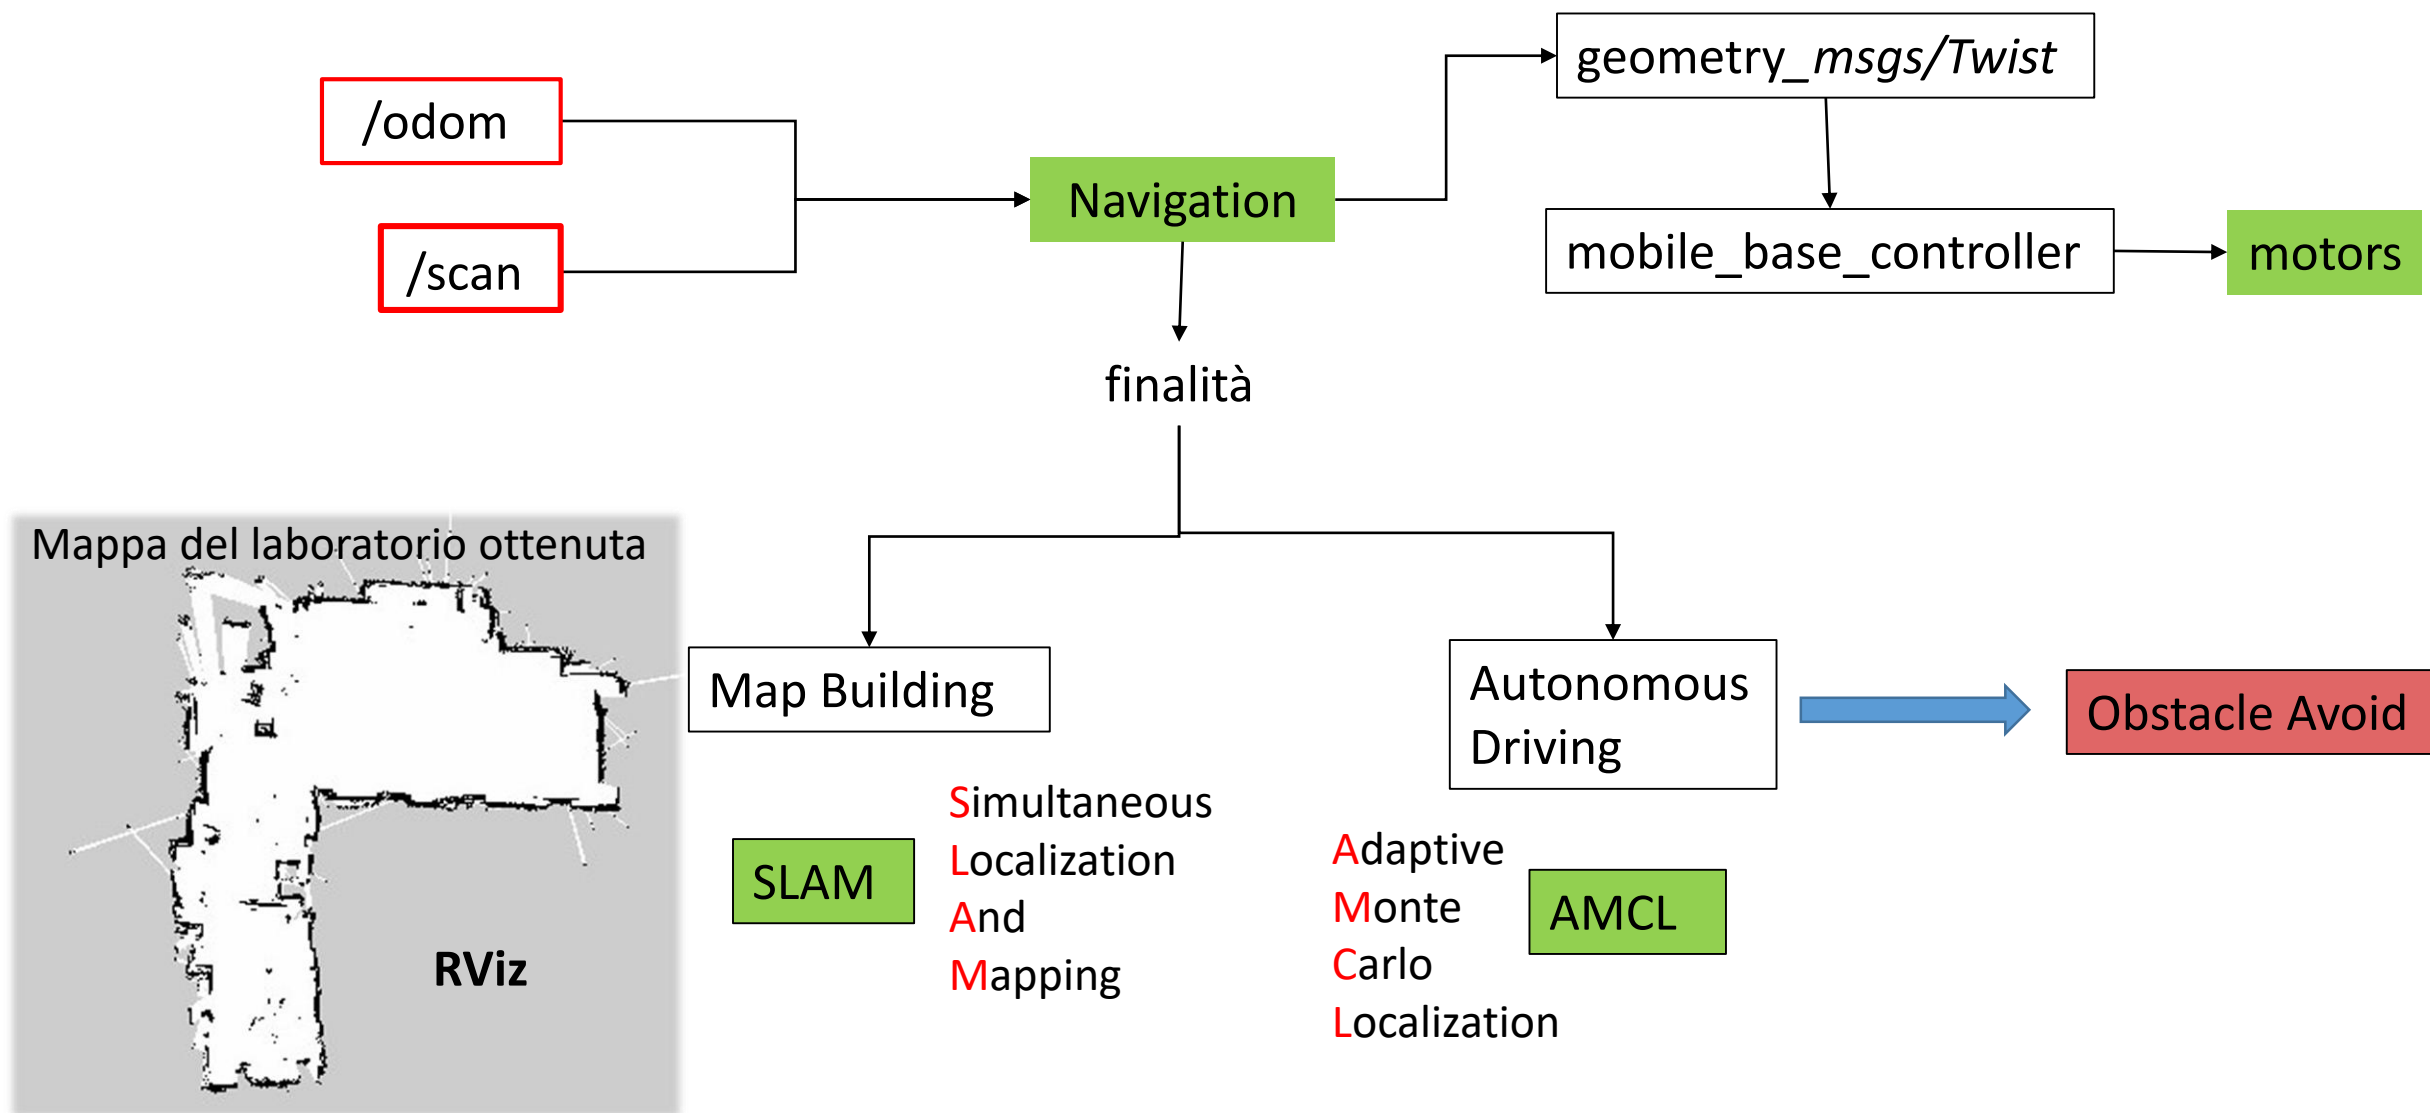 geometry_msgs/Twist
/odom
Navigation
/scan
mobile_base_controller
motors
finalità
Mappa del laboratorio ottenuta
RViz
Map Building
Autonomous
Driving
Obstacle Avoid
SLAM
Simultaneous
Localization
And
Mapping
Adaptive
Monte
Carlo
Localization
AMCL